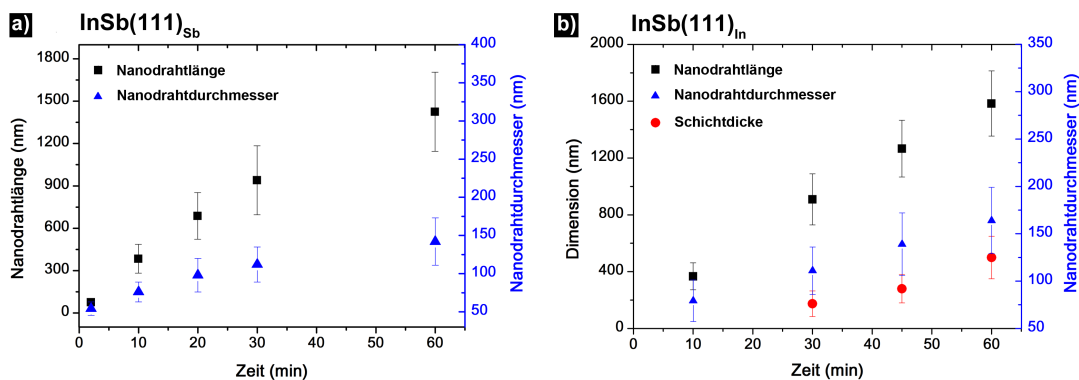 a) InSb(111)Sb
Nanodrahtlänge
Nanodrahtdurchmesser
Nanodrahtlänge (nm)
1800
1500
1200
900
600
300
0
400
350
300
250
200
150
100
50
Nanodrahtdurchmesser (nm)
0 10 20 30 40 50 60
Zeit (min)
b) InSb(111)In
Nanodrahtlänge
Nanodrahtdurchmesser
Schichtdicke
Dimension (nm)
2000
1600
1200
800
400
0
350
300
250
200
150
100
50
Nanodrahtdurchmesser (nm)
0 10 20 30 40 50 60
Zeit (min)